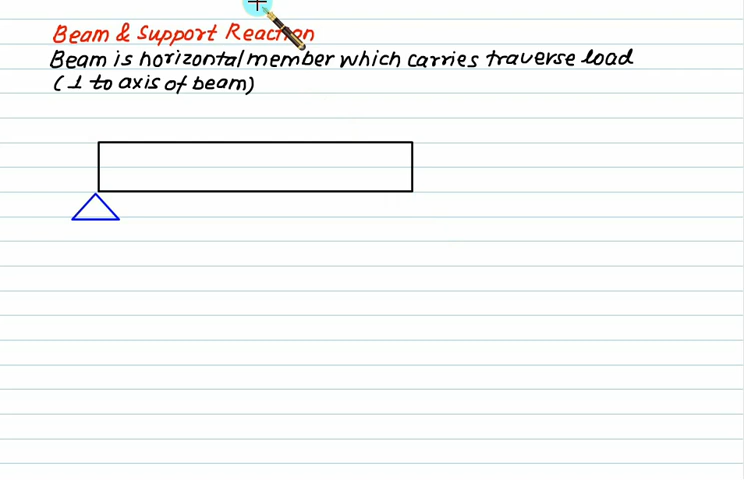 Beam & Support Reaction
Beam is horizontal member which carries traverse load
(⊥ to axis of beam)